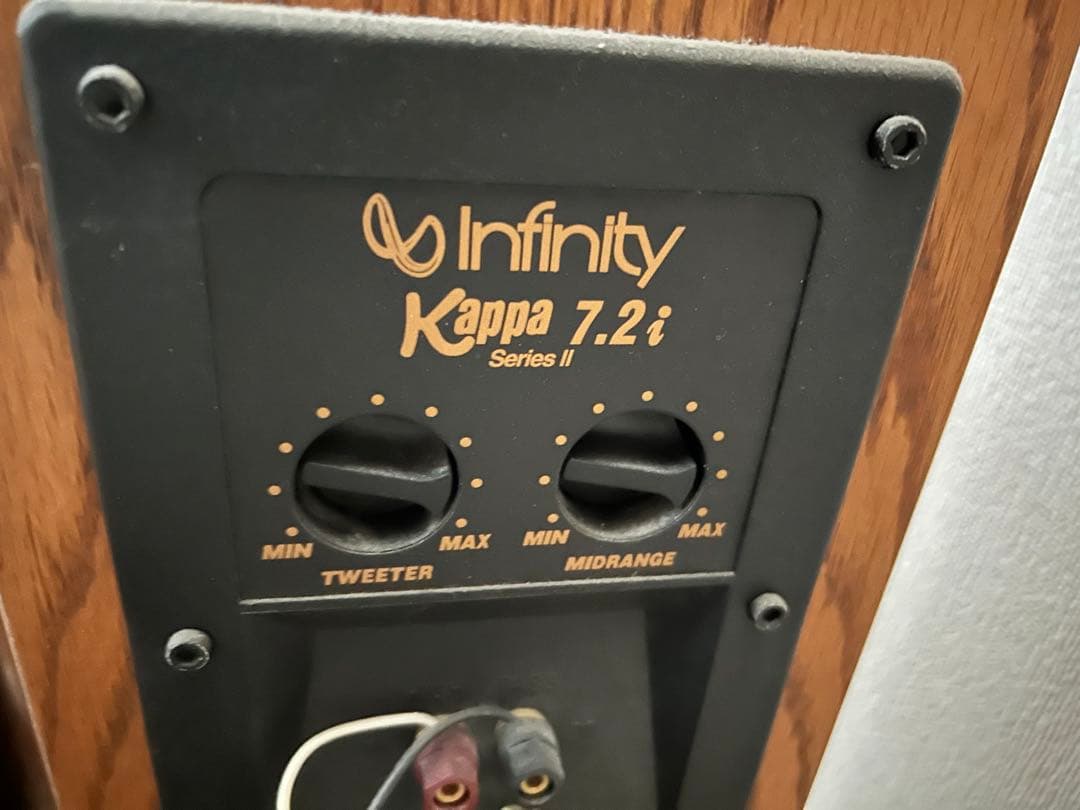 Infinity
Kappa 7.2i
Series II
MIN MAX MIN MAX
TWEETER MIDRANGE